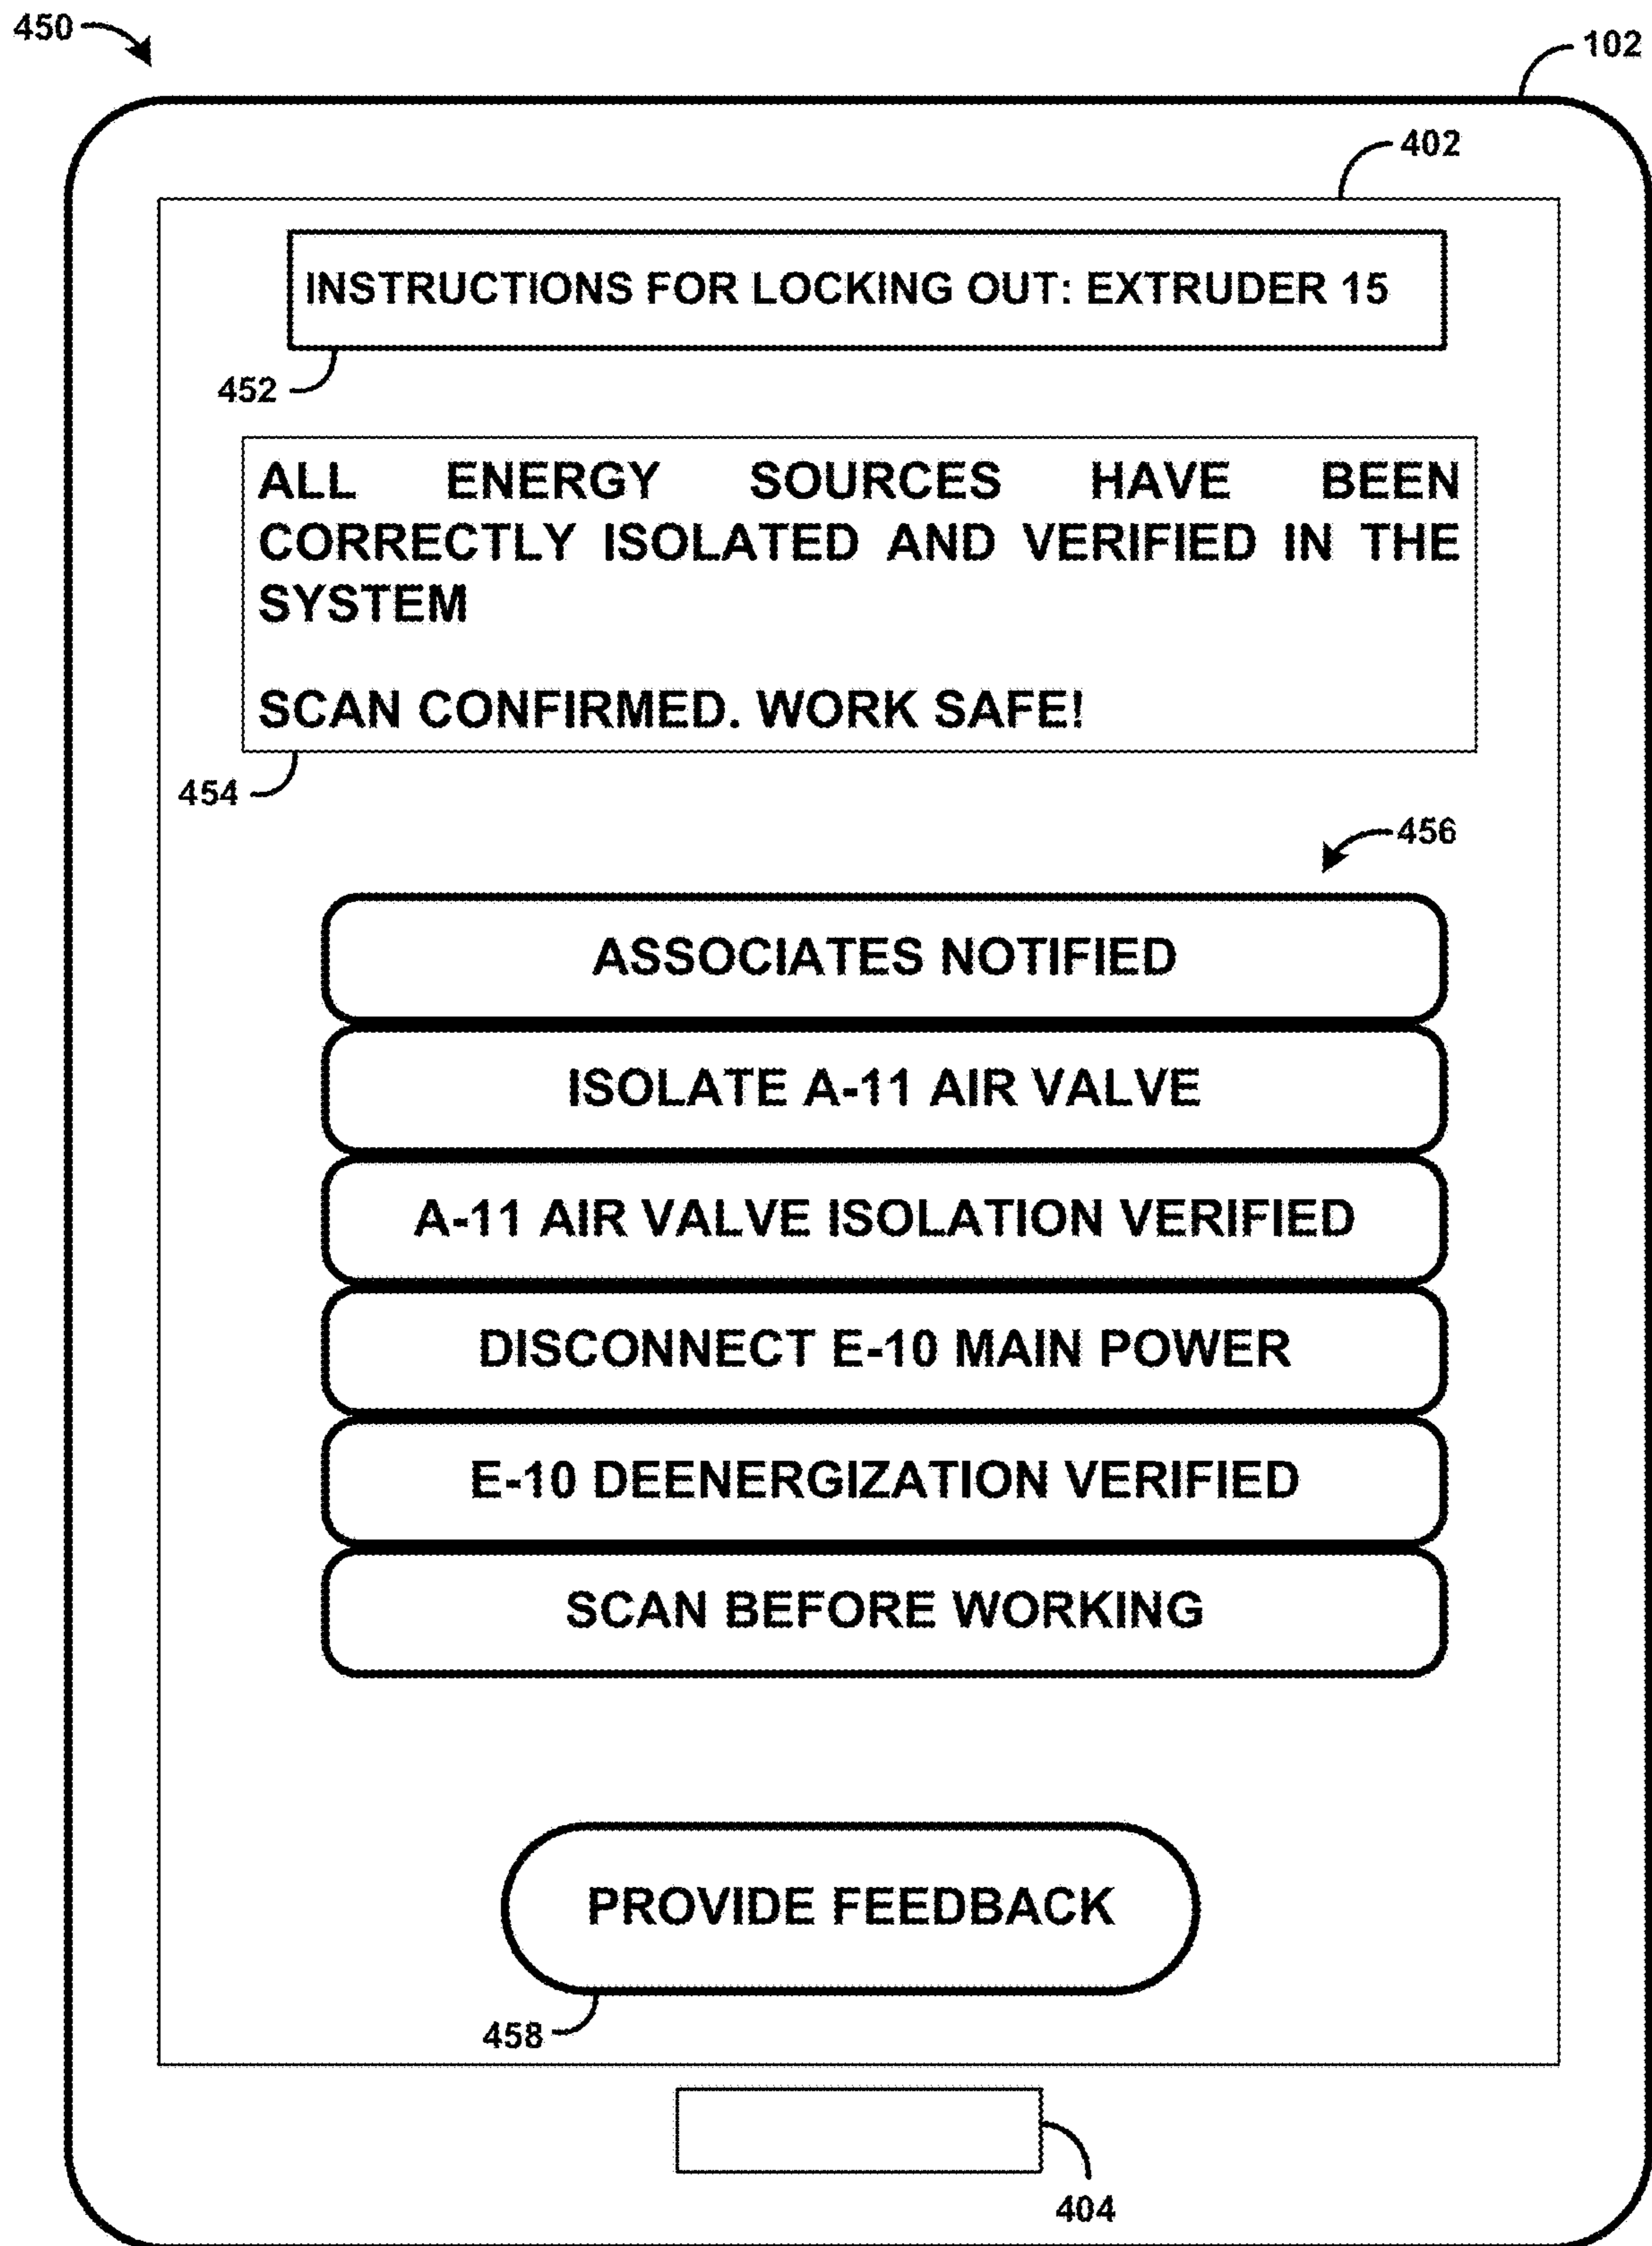 450
102
402
INSTRUCTIONS FOR LOCKING OUT: EXTRUDER 15
452
ALL ENERGY SOURCES HAVE BEEN
CORRECTLY ISOLATED AND VERIFIED IN THE
SYSTEM
SCAN CONFIRMED. WORK SAFE!
454
456
ASSOCIATES NOTIFIED
ISOLATE A-11 AIR VALVE
A-11 AIR VALVE ISOLATION VERIFIED
DISCONNECT E-10 MAIN POWER
E-10 DEENERGIZATION VERIFIED
SCAN BEFORE WORKING
PROVIDE FEEDBACK
458
404